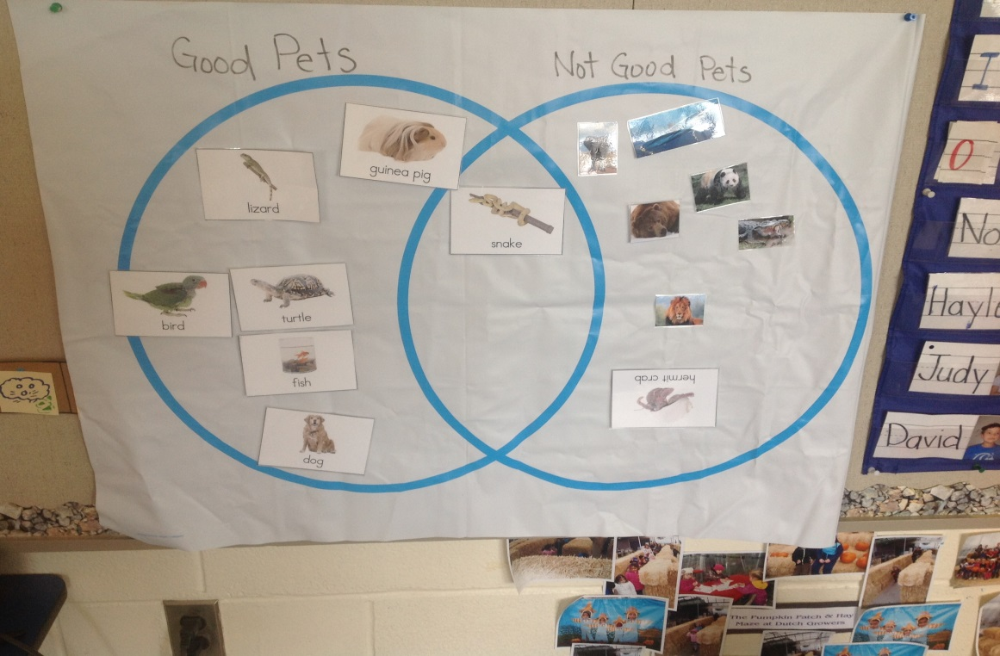 Good Pets
Not Good Pets
guinea pig
lizard
snake
bird
turtle
fish
hermit crab
dog
I
O
No
Hayl
Judy
David
The Pumpkin Patch & Hay
Maze at Dutch Growers